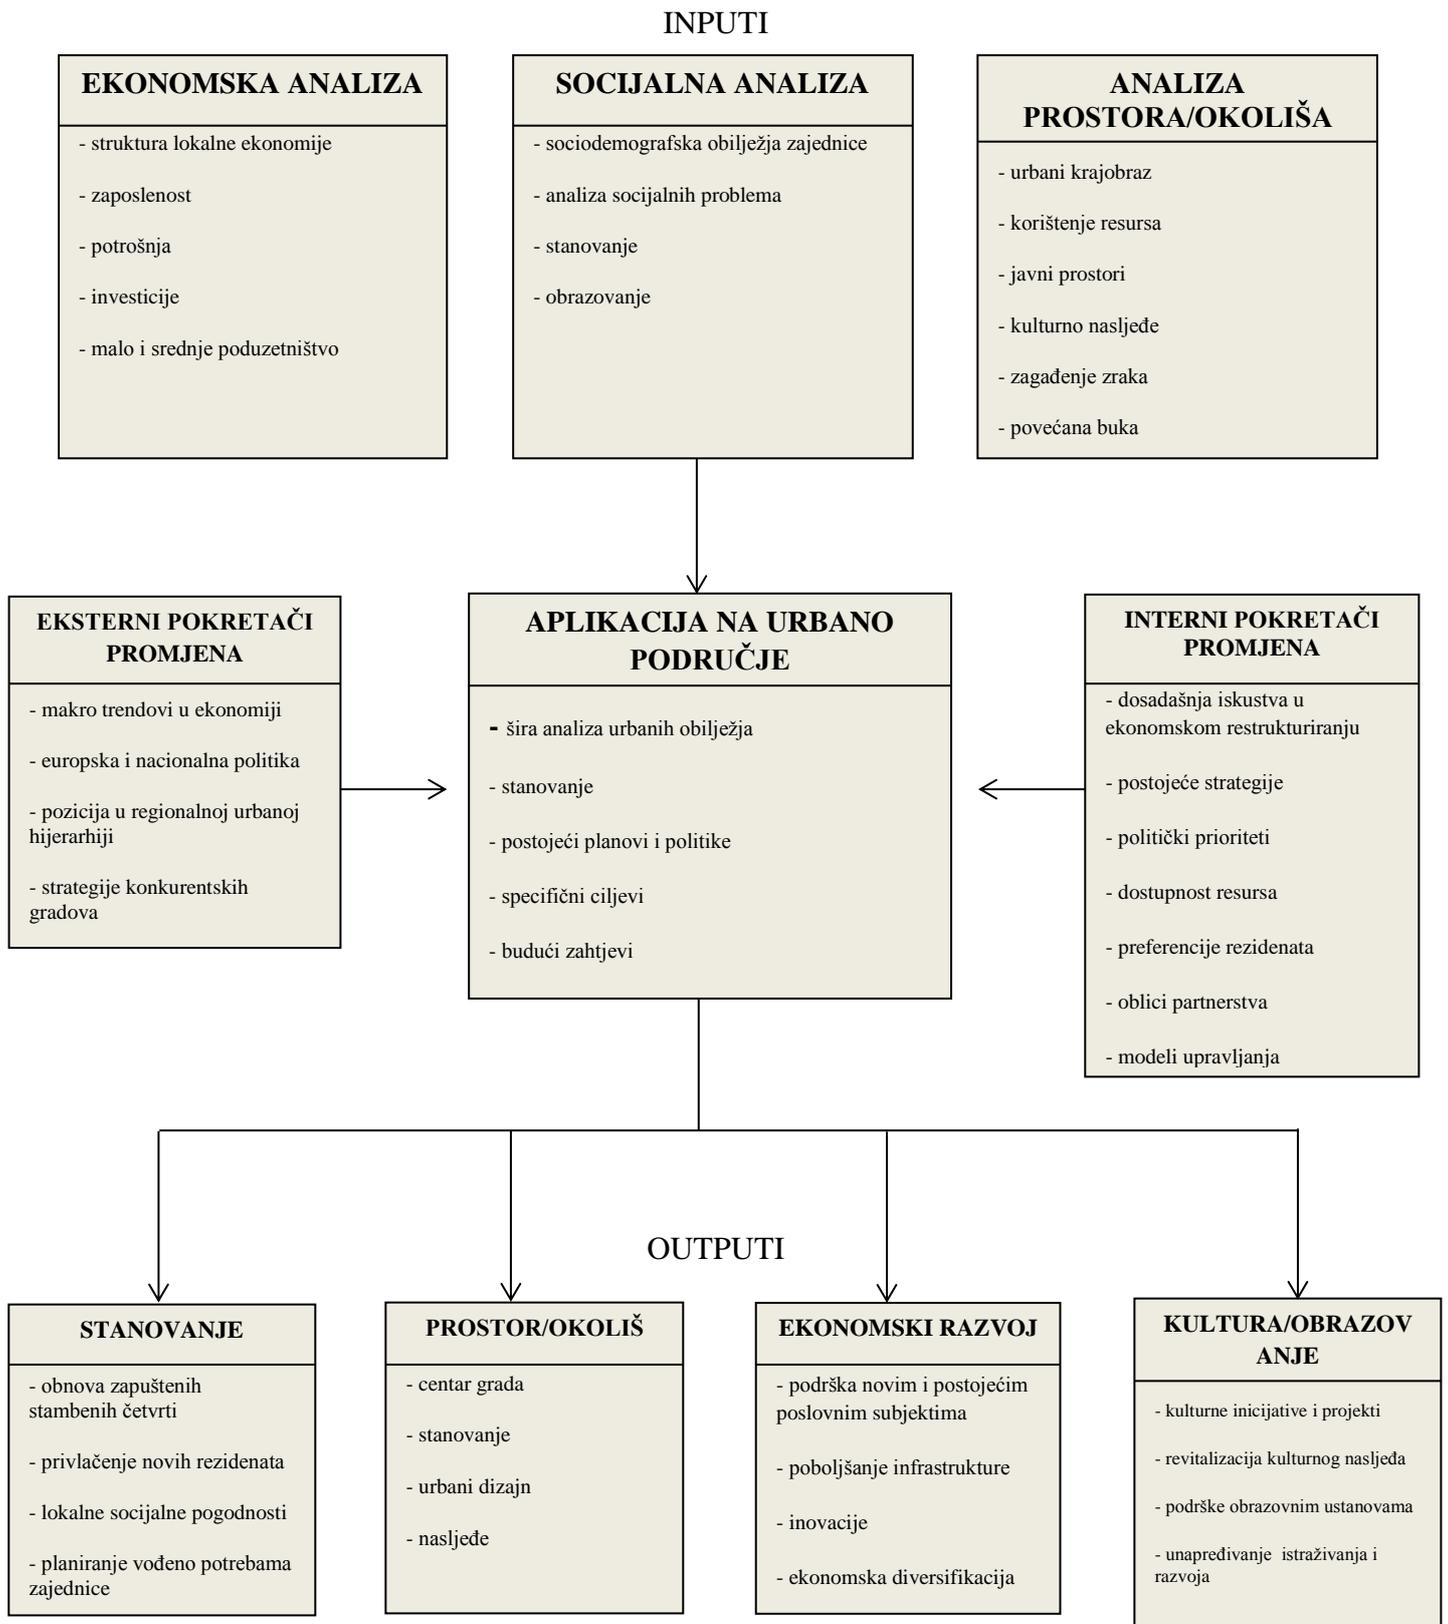 INPUTI
EKONOMSKA ANALIZA
- struktura lokalne ekonomije
- zaposlenost
- potrošnja
- investicije
- malo i srednje poduzetništvo
SOCIJALNA ANALIZA
- sociodemografska obilježja zajednice
- analiza socijalnih problema
- stanovanje
- obrazovanje
ANALIZA
PROSTORA/OKOLIŠA
- urbani krajobraz
- korištenje resursa
- javni prostori
- kulturno nasljeđe
- zagađenje zraka
- povećana buka
EKSTERNI POKRETAČI
PROMJENA
- makro trendovi u ekonomiji
- europska i nacionalna politika
- pozicija u regionalnoj urbanoj
hijerarhiji
- strategije konkurentskih
gradova
APLIKACIJA NA URBANO
PODRUČJE
- šira analiza urbanih obilježja
- stanovanje
- postojeći planovi i politike
- specifični ciljevi
- budući zahtjevi
INTERNI POKRETAČI
PROMJENA
- dosadašnja iskustva u
ekonomskom restrukturiranju
- postojeće strategije
- politički prioriteti
- dostupnost resursa
- preferencije rezidenata
- oblici partnerstva
- modeli upravljanja
OUTPUTI
STANOVANJE
- obnova zapuštenih
stambenih četvrti
- privlačenje novih rezidenata
- lokalne socijalne pogodnosti
- planiranje vođeno potrebama
zajednice
PROSTOR/OKOLIŠ
- centar grada
- stanovanje
- urbani dizajn
- nasljeđe
EKONOMSKI RAZVOJ
- podrška novim i postojećim
poslovnim subjektima
- poboljšanje infrastrukture
- inovacije
- ekonomska diversifikacija
KULTURA/OBRAZOV
ANJE
- kulturne inicijative i projekti
- revitalizacija kulturnog nasljeđa
- podrške obrazovnim ustanovama
- unapređivanje istraživanja i
razvoja